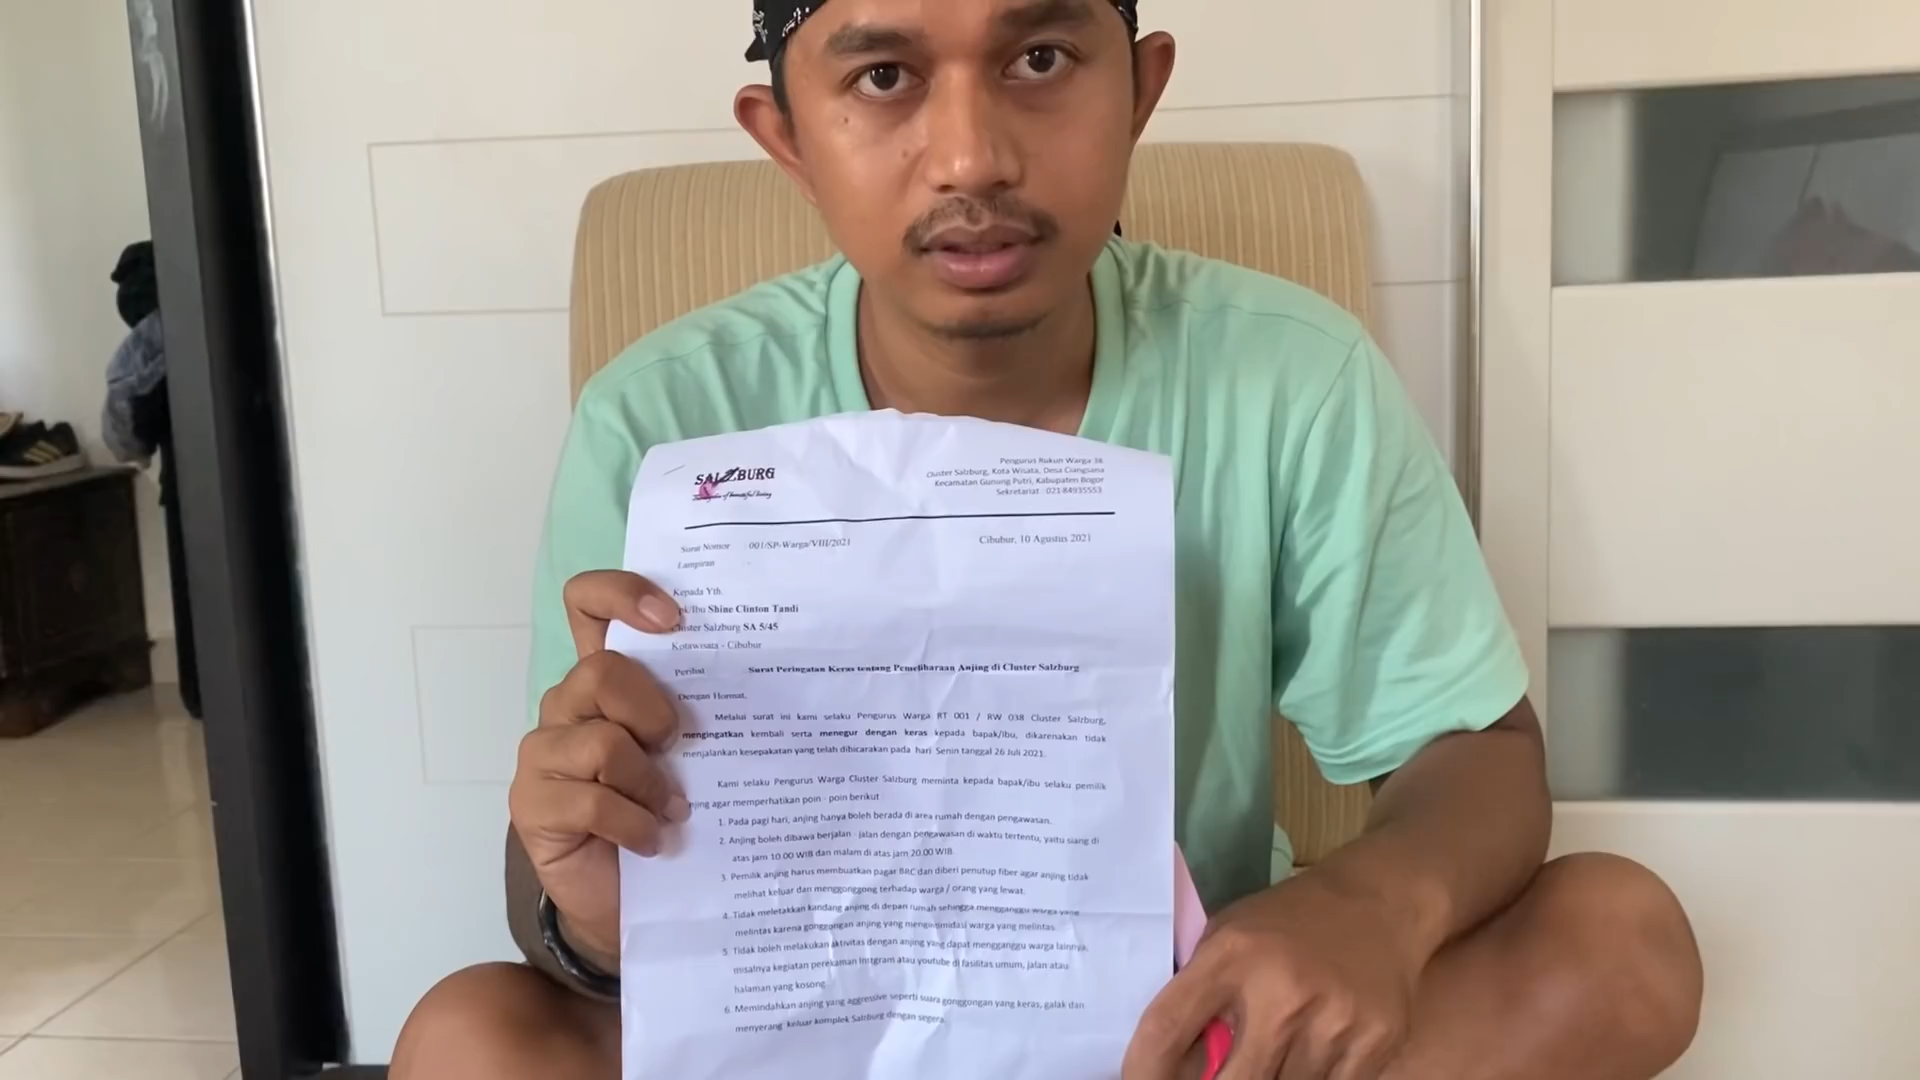 SALZBURG
Pengurus Rukun Warga 38
Cluster Salzburg, Kota Wisata, Desa Ciangsana
Kecamatan Gunung Putri, Kabupaten Bogor
Sekretariat : 021-84935553
Surat Nomor 001/SP-Warga/VIII/2021
Cibubur, 10 Agustus 2021
Lampiran -
Kepada Yth.
/Ibu Shine Clinton Tandi
Cluster Salzburg SA 5/45
Kotawisata - Cibubur
Perihal Surat Peringatan Keras tentang Pemeliharaan Anjing di Cluster Salzburg
Dengan Hormat,
Melalui surat ini kami selaku Pengurus Warga RT 001 / RW 038 Cluster Salzburg,
mengingatkan kembali serta menegur dengan keras kepada bapak/ibu, dikarenakan tidak
menjalankan kesepakatan yang telah dibicarakan pada hari Senin tanggal 26 Juli 2021.
Kami selaku Pengurus Warga Cluster Salzburg meminta kepada bapak/ibu selaku pemilik
anjing agar memperhatikan poin - poin berikut
1. Pada pagi hari, anjing hanya boleh berada di area rumah dengan pengawasan.
2. Anjing boleh dibawa berjalan - jalan dengan pengawasan di waktu tertentu, yaitu siang di
atas jam 10.00 WIB dan malam di atas jam 20.00 WIB.
3. Pemilik anjing harus membuatkan pagar BRC dan diberi penutup fiber agar anjing tidak
melihat keluar dan menggonggong terhadap warga / orang yang lewat.
4. Tidak meletakkan kandang anjing di depan rumah sehingga mengganggu warga yang
melintas karena gonggongan anjing yang mengintimidasi warga yang melintas.
5. Tidak boleh melakukan aktivitas dengan anjing yang dapat mengganggu warga lainnya,
misalnya kegiatan perekaman Instgram atau youtube di fasilitas umum, jalan atau
halaman yang kosong.
6. Memindahkan anjing yang aggressive seperti suara gonggongan yang keras, galak dan
menyerang keluar komplek Salzburg dengan segera.